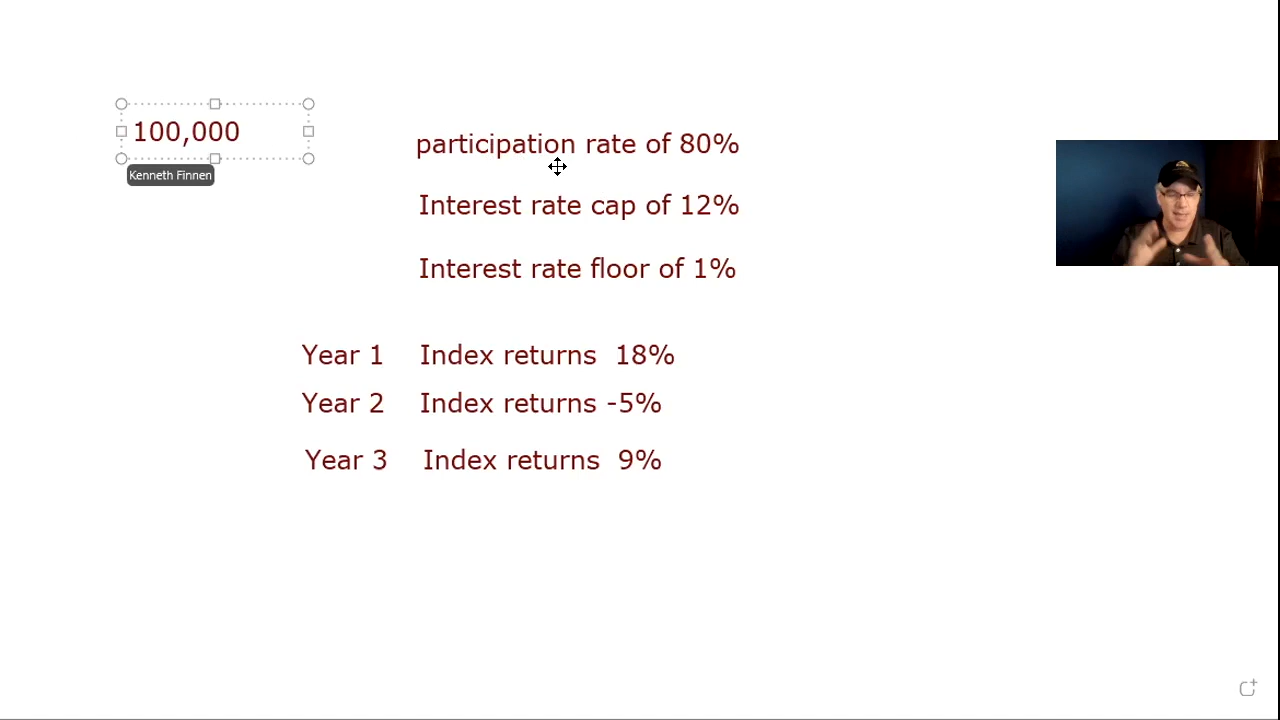 100,000
Kenneth Finnen
participation rate of 80%
Interest rate cap of 12%
Interest rate floor of 1%
Year 1 Index returns 18%
Year 2 Index returns -5%
Year 3 Index returns 9%